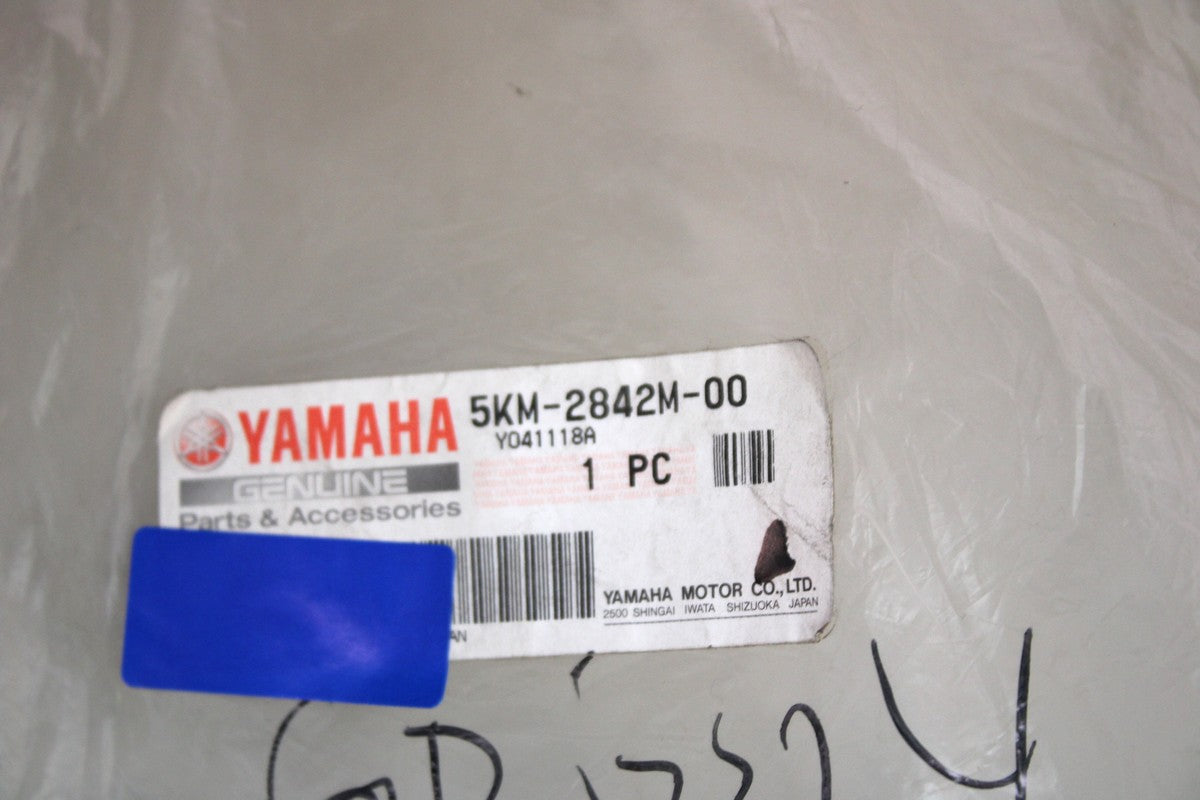 YAMAHA 5KM-2842M-00
Y041118A
GENUINE 1 PC
Parts & Accessories
YAMAHA MOTOR CO.,LTD.
2500 SHINGAI IWATA SHIZUOKA JAPAN